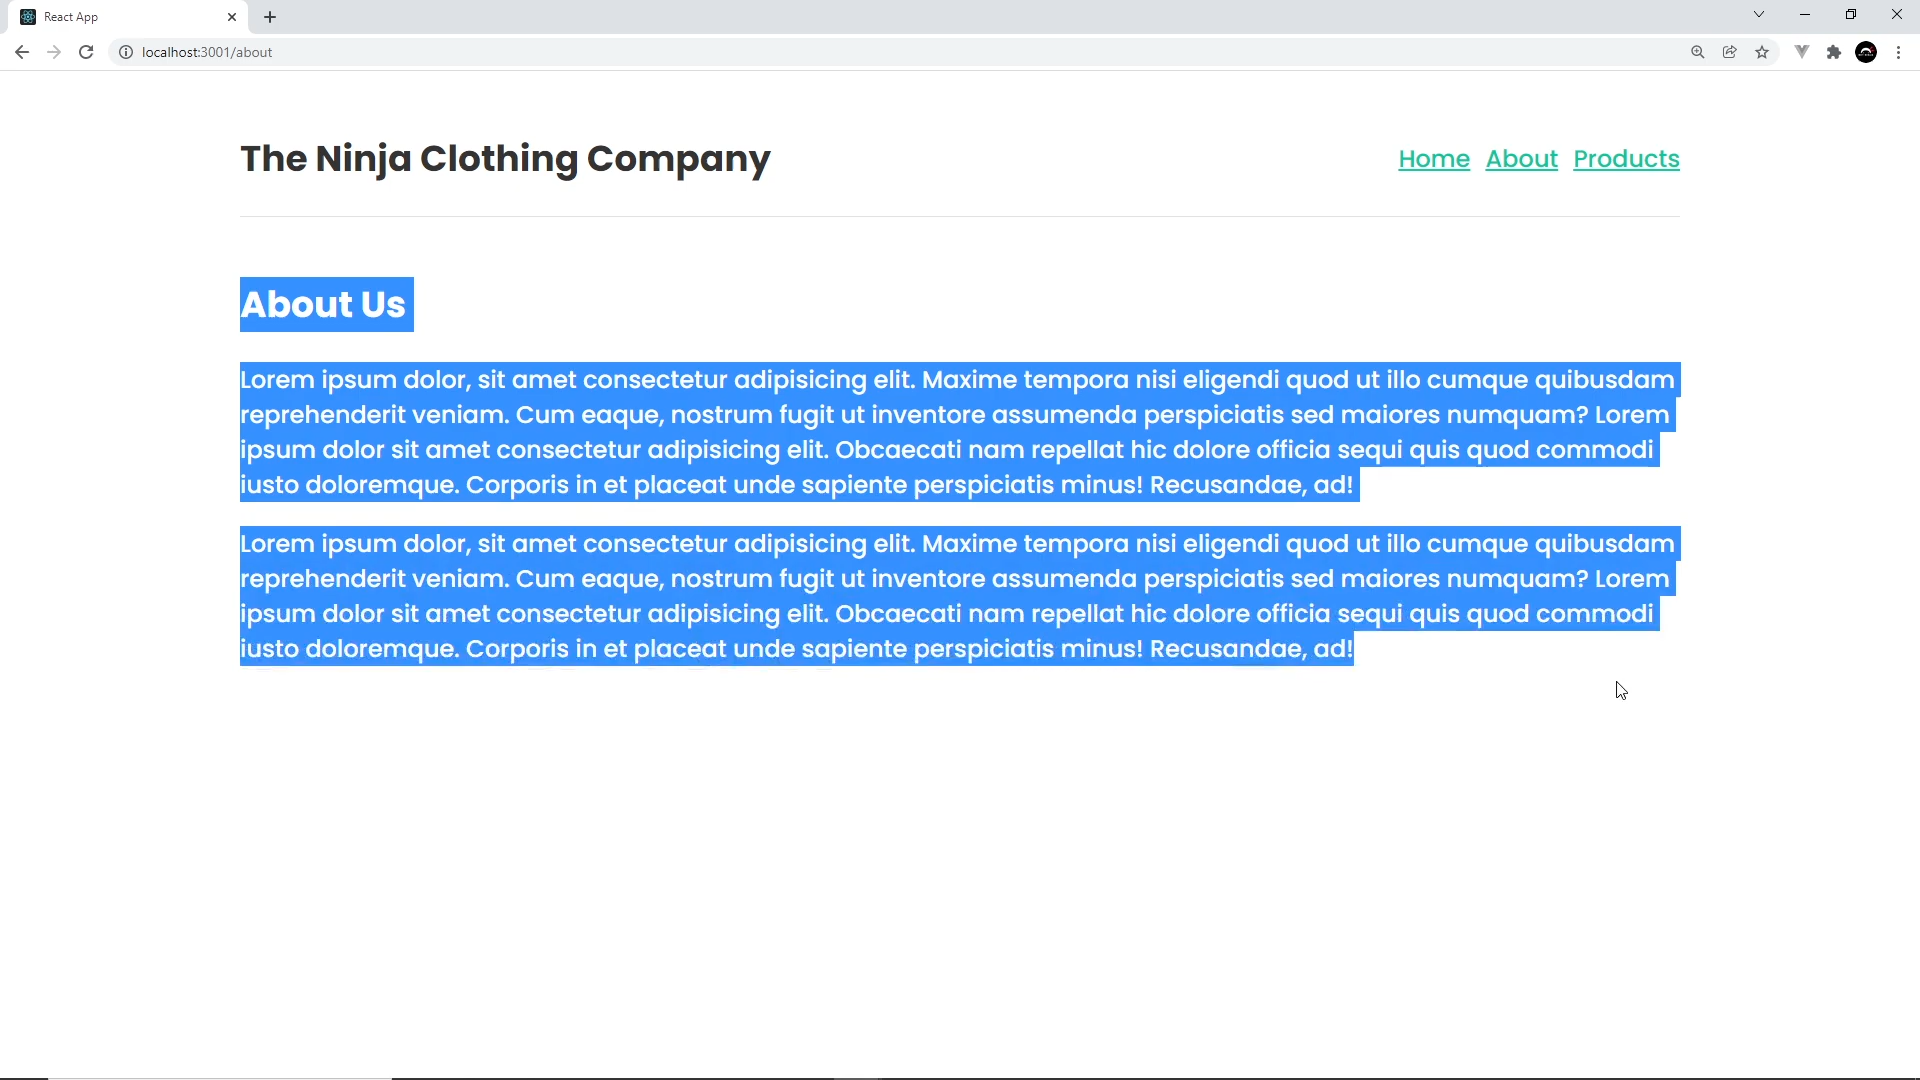 React App
localhost:3001/about
The Ninja Clothing Company
Home About Products
About Us
Lorem ipsum dolor, sit amet consectetur adipisicing elit. Maxime tempora nisi eligendi quod ut illo cumque quibusdam
reprehenderit veniam. Cum eaque, nostrum fugit ut inventore assumenda perspiciatis sed maiores numquam? Lorem
ipsum dolor sit amet consectetur adipisicing elit. Obcaecati nam repellat hic dolore officia sequi quis quod commodi
iusto doloremque. Corporis in et placeat unde sapiente perspiciatis minus! Recusandae, ad!
Lorem ipsum dolor, sit amet consectetur adipisicing elit. Maxime tempora nisi eligendi quod ut illo cumque quibusdam
reprehenderit veniam. Cum eaque, nostrum fugit ut inventore assumenda perspiciatis sed maiores numquam? Lorem
ipsum dolor sit amet consectetur adipisicing elit. Obcaecati nam repellat hic dolore officia sequi quis quod commodi
iusto doloremque. Corporis in et placeat unde sapiente perspiciatis minus! Recusandae, ad!